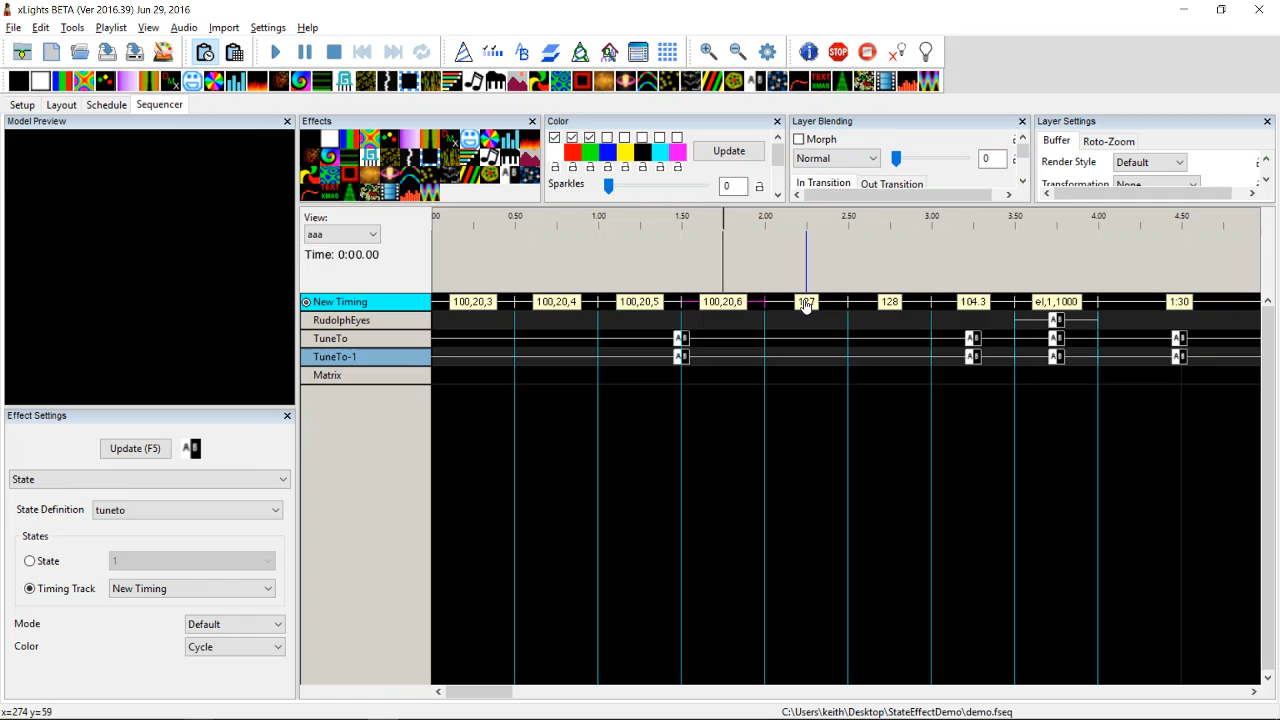 xLights BETA (Ver 2016.39) Jun 29, 2016
File Edit Tools Playlist View Audio Import Settings Help
Setup Layout Schedule Sequencer
Model Preview
Effects
Color
Update
Sparkles 0
Layer Blending
Morph
Normal 0
In Transition Out Transition
Layer Settings
Buffer Roto-Zoom
Render Style Default
Transformation None
View:
aaa
Time: 0:00.00
0.50 1.00 1.50 2.00 2.50 3.00 3.50 4.00 4.50
New Timing 100,20,3 100,20,4 100,20,5 100,20,6 128 104.3 el,1,1000 1:30
RudolphEyes
TuneTo
TuneTo-1
Matrix
Effect Settings
Update (F5)
State
State Definition tuneto
States
State 1
Timing Track New Timing
Mode Default
Color Cycle
x=274 y=59 C:\Users\keith\Desktop\StateEffectDemo\demo.fseq